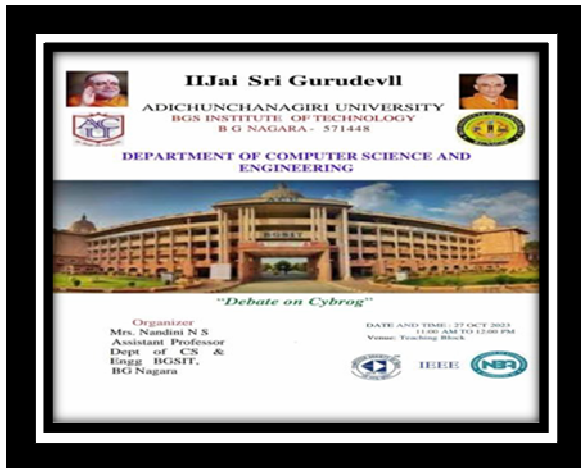 IIJai Sri Gurudevll
ADICHUNCHANAGIRI UNIVERSITY
BGS INSTITUTE OF TECHNOLOGY
B G NAGARA - 571448
DEPARTMENT OF COMPUTER SCIENCE AND
ENGINEERING
BGSIT
"Debate on Cybrog"
Organizer
Mrs. Nandini N S
Assistant Professor
Dept of CS &
Engg BGSIT,
BG Nagara
DATE AND TIME : 27 OCT 2023
11:00 AM TO 12:00 PM
Venue: Teaching Block
IEEE
NBA